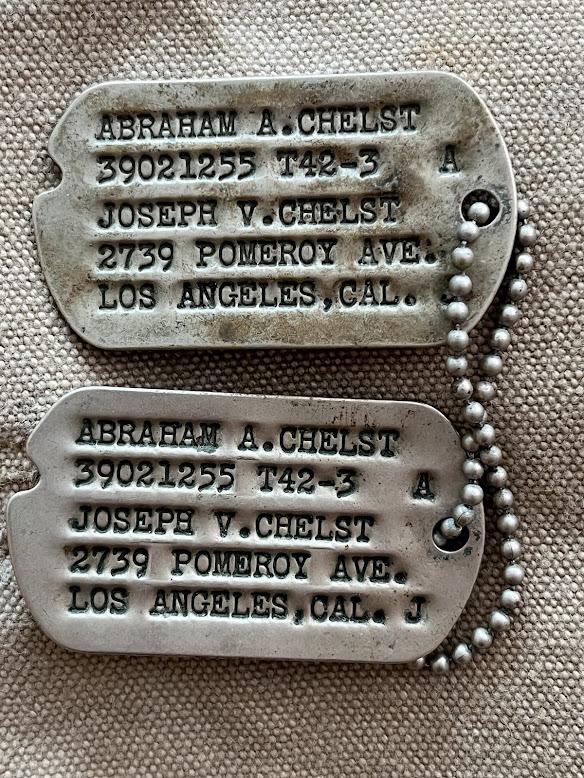 ABRAHAM A.CHELST
39021255 T42-3 A
JOSEPH V.CHELST
2739 POMEROY AVE.
LOS ANGELES,CAL.
ABRAHAM A.CHELST
39021255 T42-3 A
JOSEPH V.CHELST
2739 POMEROY AVE.
LOS ANGELES,CAL. J